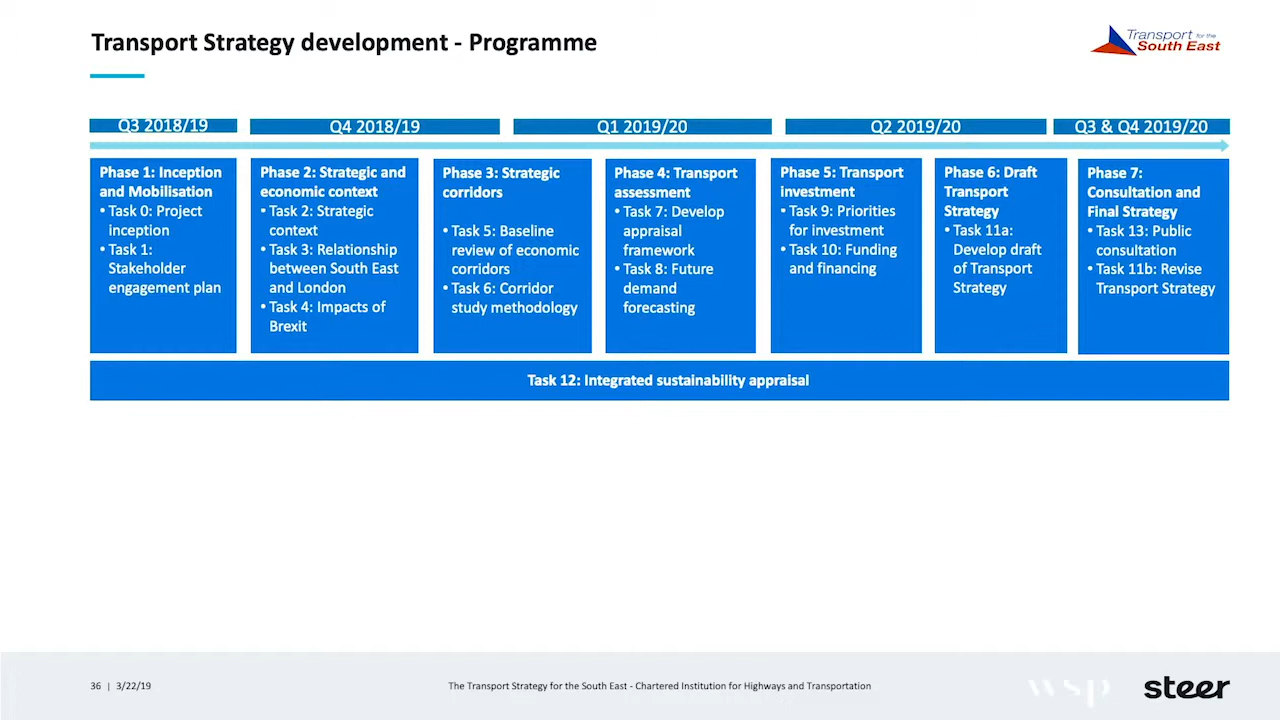 Transport Strategy development - Programme
Transport for the
South East
Q3 2018/19
Q4 2018/19
Q1 2019/20
Q2 2019/20
Q3 & Q4 2019/20
Phase 1: Inception
and Mobilisation
• Task 0: Project
inception
• Task 1:
Stakeholder
engagement plan
Phase 2: Strategic and
economic context
• Task 2: Strategic
context
• Task 3: Relationship
between South East
and London
• Task 4: Impacts of
Brexit
Phase 3: Strategic
corridors
• Task 5: Baseline
review of economic
corridors
• Task 6: Corridor
study methodology
Phase 4: Transport
assessment
• Task 7: Develop
appraisal
framework
• Task 8: Future
demand
forecasting
Phase 5: Transport
investment
• Task 9: Priorities
for investment
• Task 10: Funding
and financing
Phase 6: Draft
Transport
Strategy
• Task 11a:
Develop draft
of Transport
Strategy
Phase 7:
Consultation and
Final Strategy
• Task 13: Public
consultation
• Task 11b: Revise
Transport Strategy
Task 12: Integrated sustainability appraisal
36 | 3/22/19
The Transport Strategy for the South East - Chartered Institution for Highways and Transportation
wsp
steer